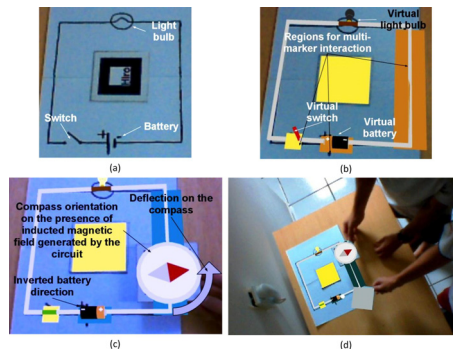 Light
bulb
Hiro
Switch
Battery
(a)
Virtual
light bulb
Regions for multi-
marker interaction
Virtual
switch
Virtual
battery
(b)
Compass orientation
on the presence of
inducted magnetic
field generated by the
circuit
Deflection on the
compass
Inverted battery
direction
(c)
(d)